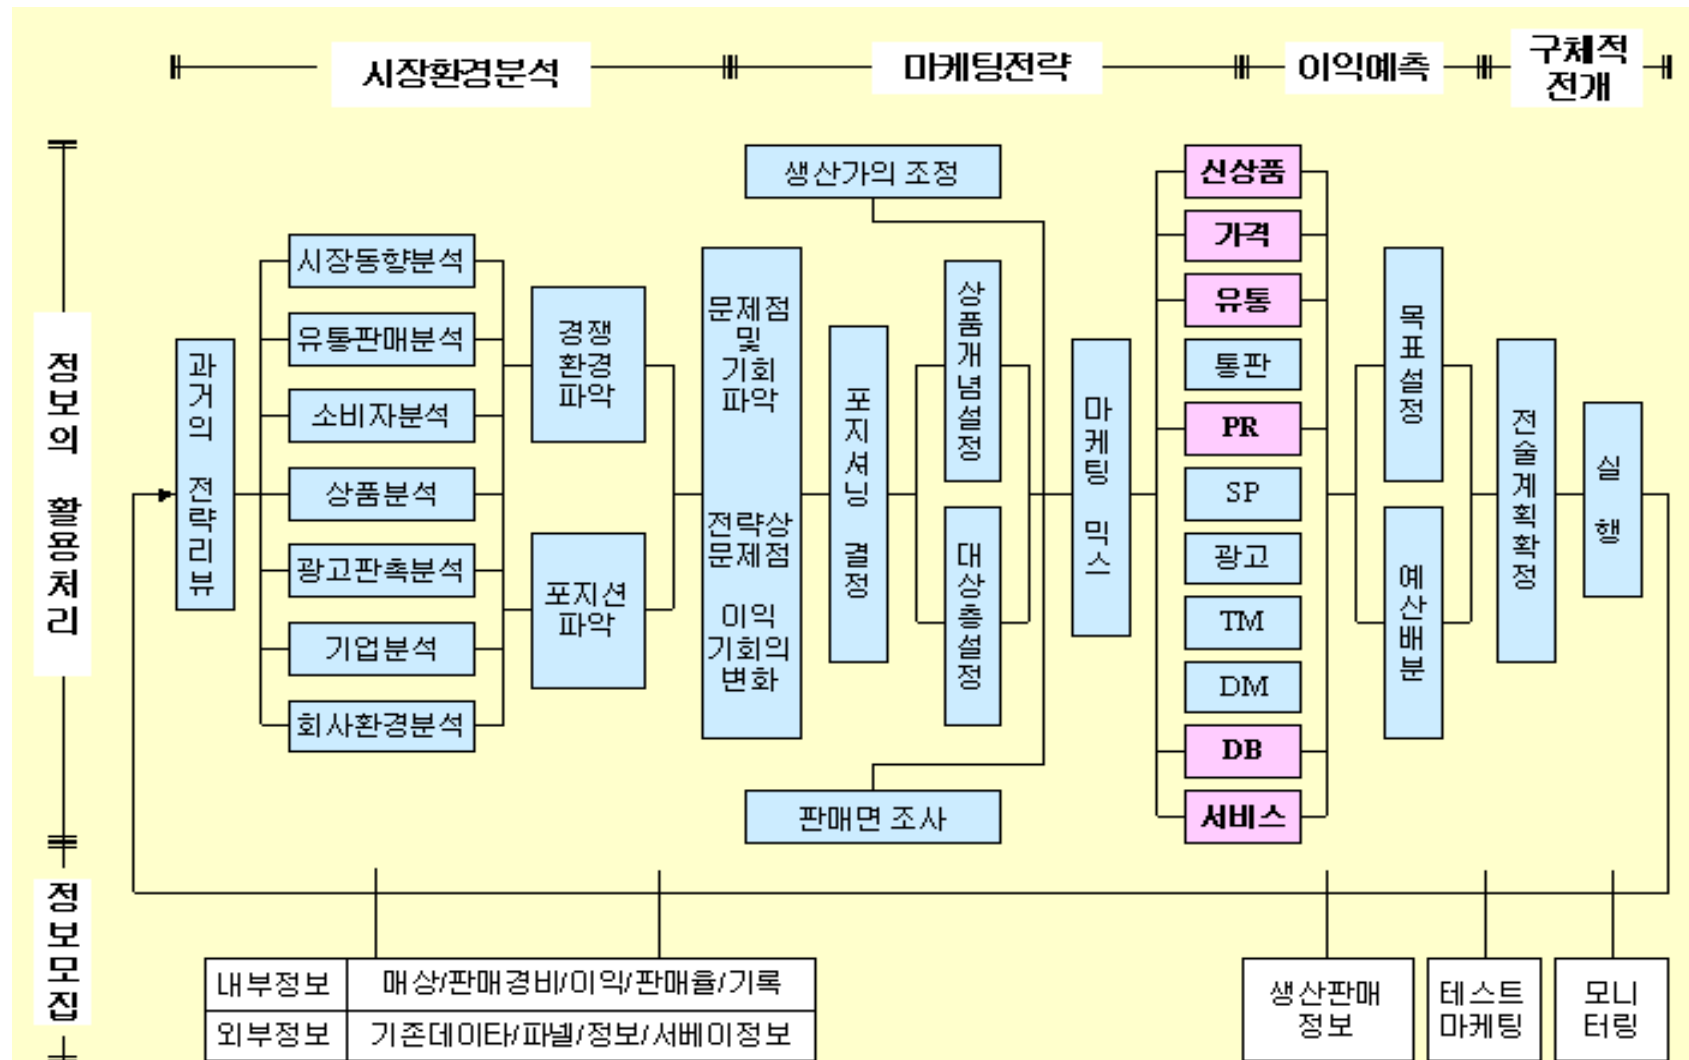 시장환경분석
마케팅전략
이익예측
구체적
전개
정보의 활용처리
정보모집
생산가의 조정
과거의 전략리뷰
시장동향분석
유통판매분석
소비자분석
상품분석
광고판촉분석
기업분석
회사환경분석
경쟁
환경
파악
포지션
파악
문제점
및
기회
파악
전략상
문제점
이익
기회의
변화
포지셔닝 결정
상품개념설정
대상층설정
판매면 조사
마케팅 믹스
신상품
가격
유통
통판
PR
SP
광고
TM
DM
DB
서비스
목표설정
예산배분
전술계획확정
실행
내부정보
매상/판매경비/이익/판매율/기록
외부정보
기존데이타/파넬/정보/서베이정보
생산판매
정보
테스트
마케팅
모니
터링